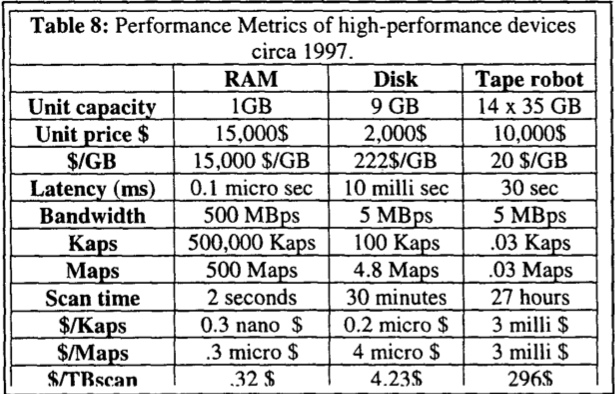 Table 8: Performance Metrics of high-performance devices
circa 1997.
RAM Disk Tape robot
Unit capacity 1GB 9 GB 14 x 35 GB
Unit price $ 15,000$ 2,000$ 10,000$
$/GB 15,000 $/GB 222$/GB 20 $/GB
Latency (ms) 0.1 micro sec 10 milli sec 30 sec
Bandwidth 500 MBps 5 MBps 5 MBps
Kaps 500,000 Kaps 100 Kaps .03 Kaps
Maps 500 Maps 4.8 Maps .03 Maps
Scan time 2 seconds 30 minutes 27 hours
$/Kaps 0.3 nano $ 0.2 micro $ 3 milli $
$/Maps .3 micro $ 4 micro $ 3 milli $
$/TBscan .32 $ 4.23$ 296$